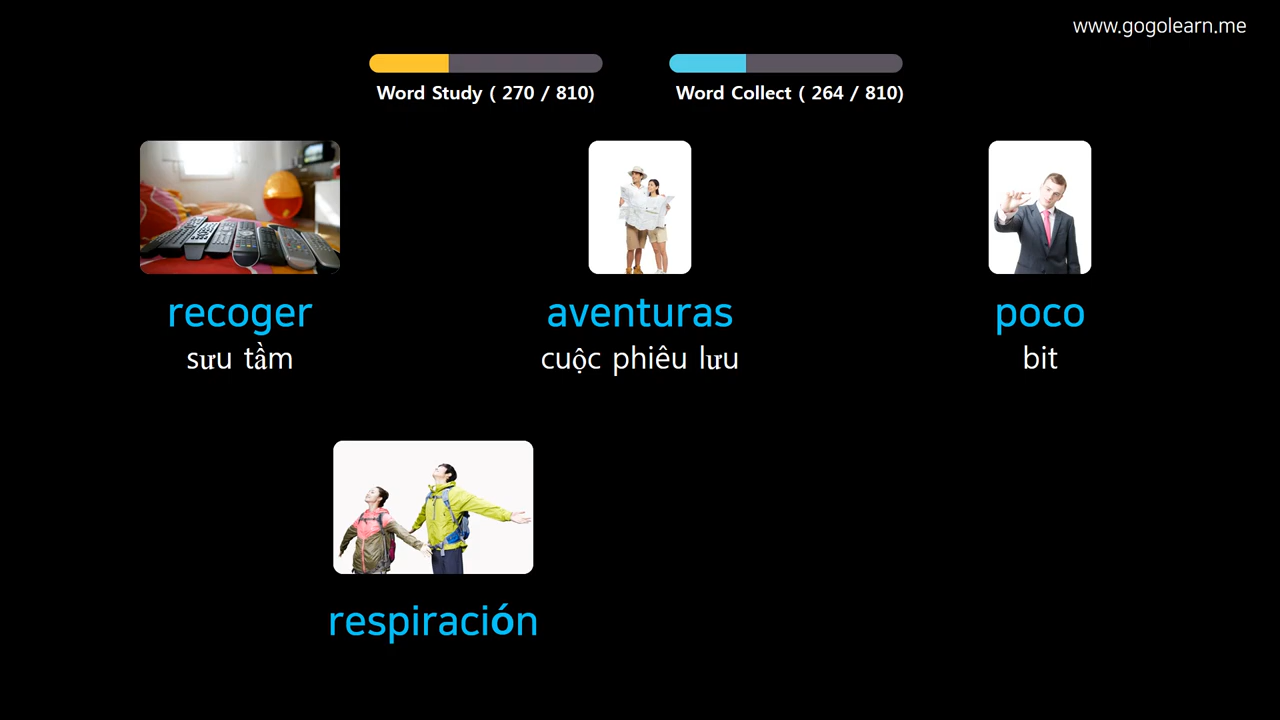 www.gogolearn.me
Word Study ( 270 / 810)
Word Collect ( 264 / 810)
recoger
aventuras
poco
sưu tầm
cuộc phiêu lưu
bit
respiración